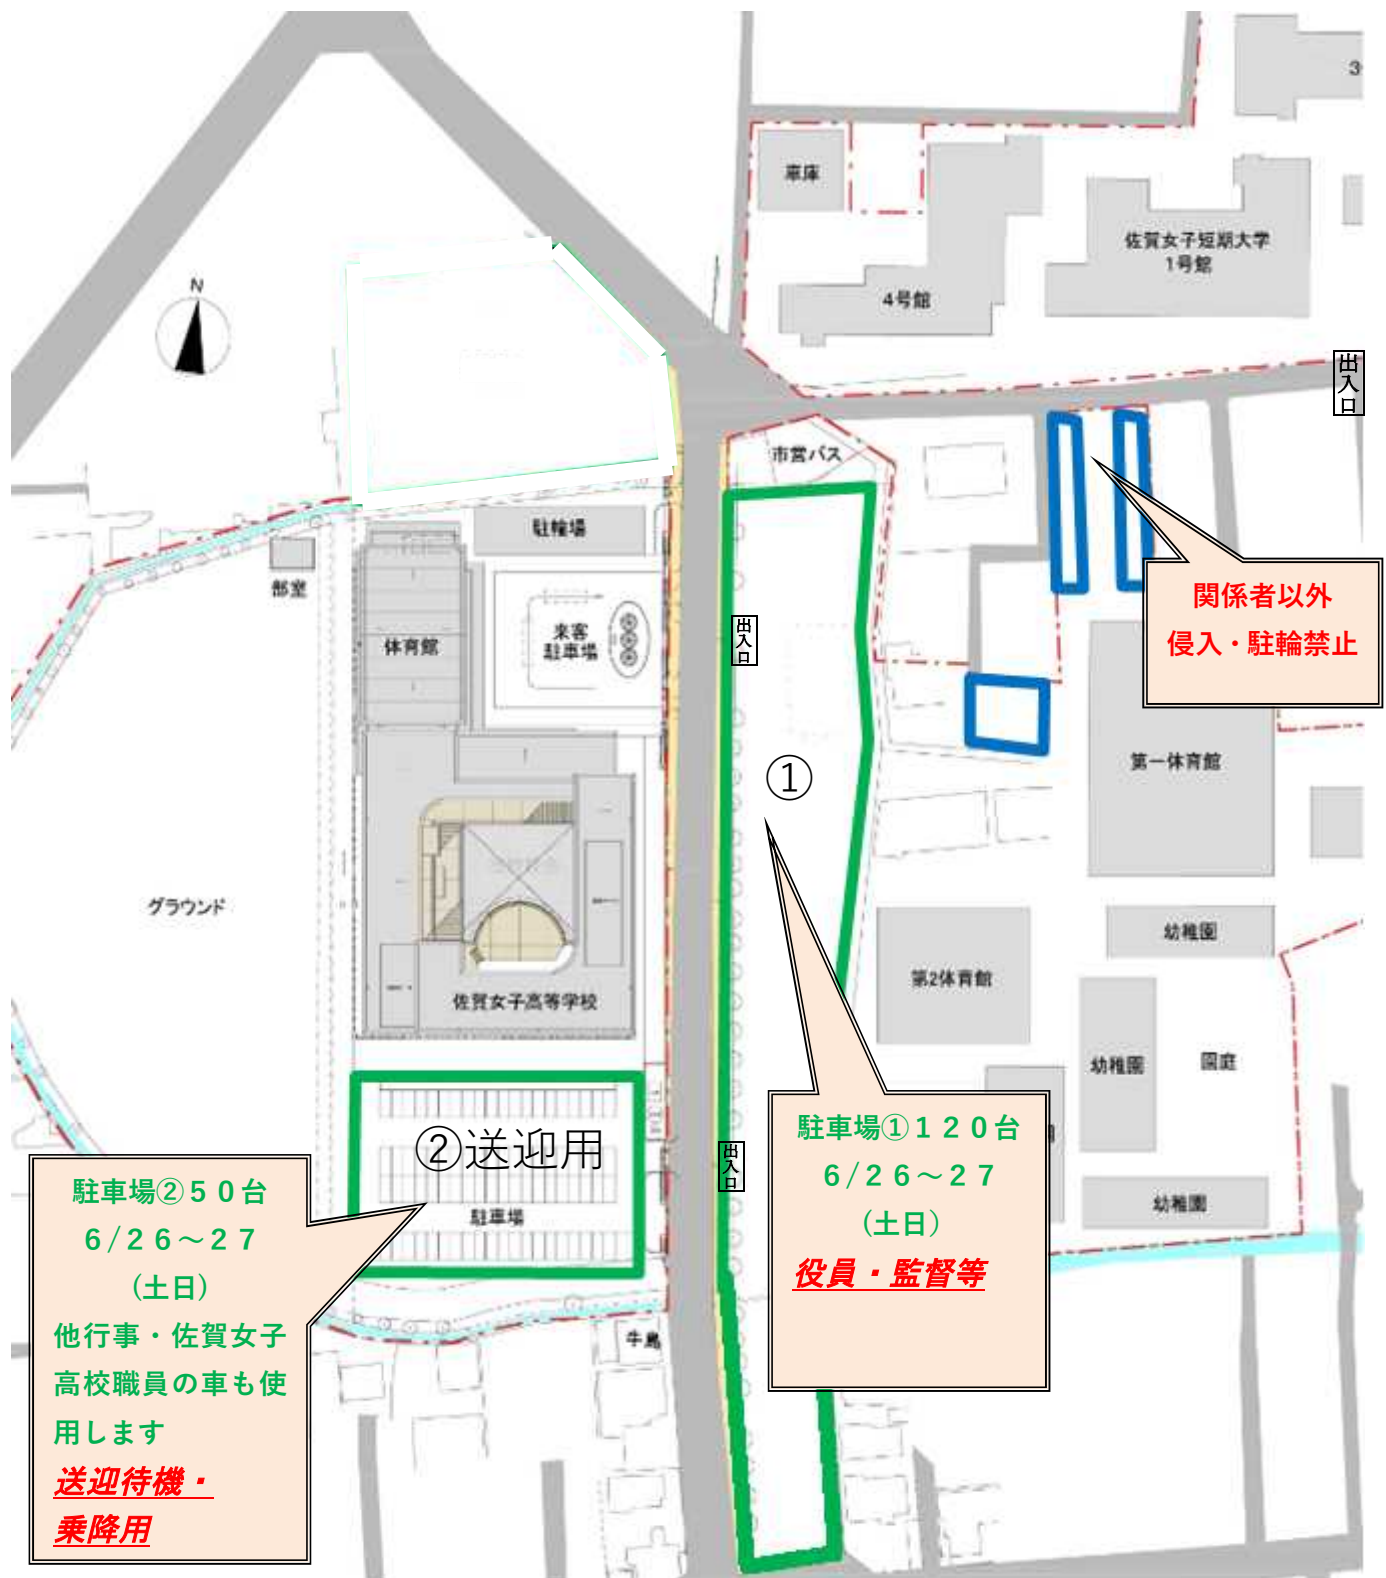 3
車庫
佐賀女子短期大学
1号館
4号館
N
出入口
市営バス
駐輪場
部室
体育館
来客
駐車場
出入口
関係者以外
侵入・駐輪禁止
第一体育館
①
グラウンド
幼稚園
第2体育館
佐賀女子高等学校
幼稚園
園庭
②送迎用
駐車場
出入口
幼稚園
駐車場①１２０台
６/２６～２７
（土日）
役員・監督等
駐車場②５０台
６/２６～２７
（土日）
他行事・佐賀女子
高校職員の車も使
用します
送迎待機・
乗降用
牛島